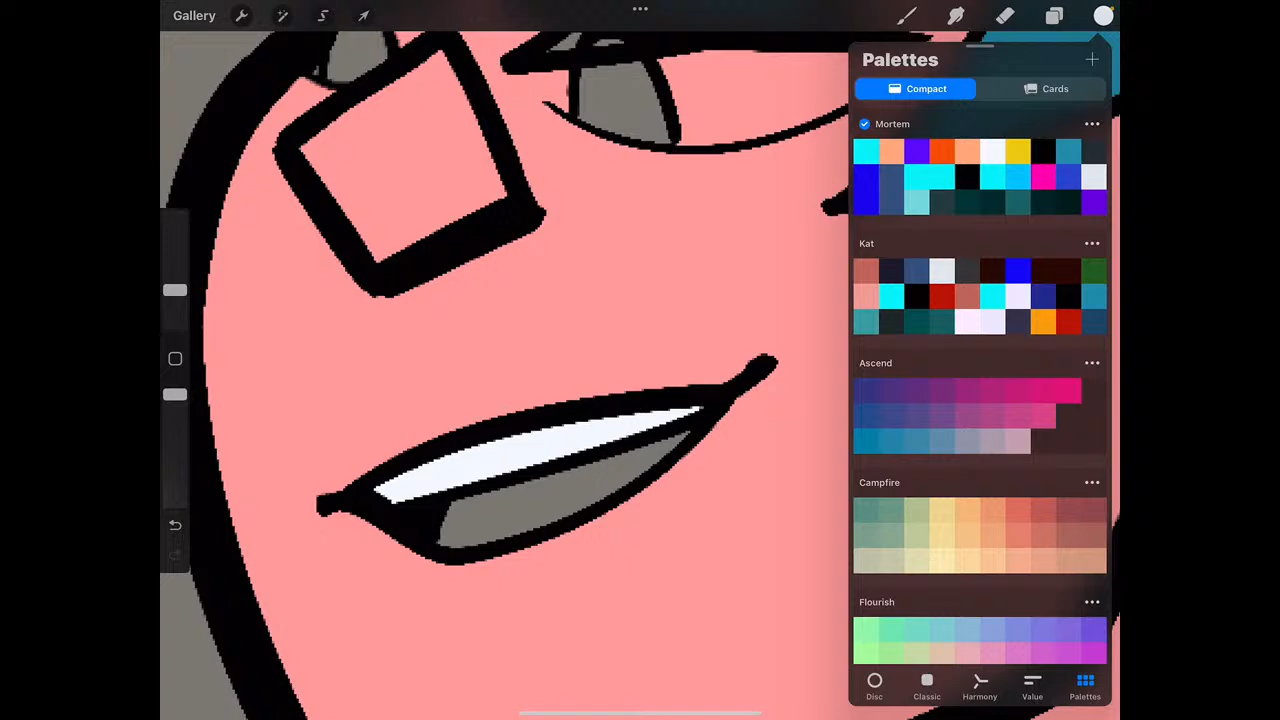 Gallery
Palettes
Compact Cards
Mortem
Kat
Ascend
Campfire
Flourish
Disc Classic Harmony Value Palettes